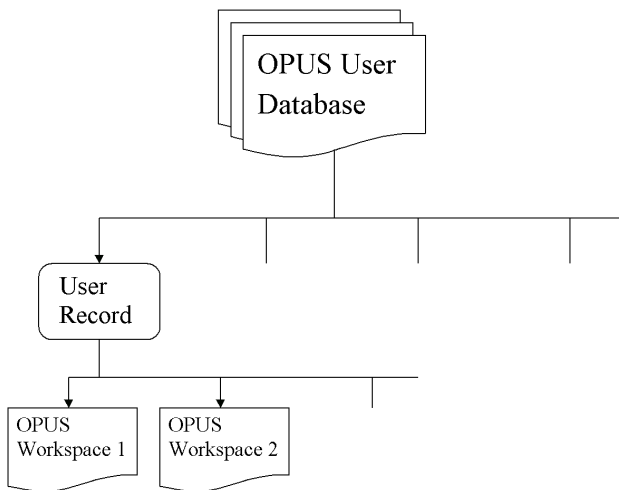 OPUS User
Database
User
Record
OPUS
Workspace 1
OPUS
Workspace 2